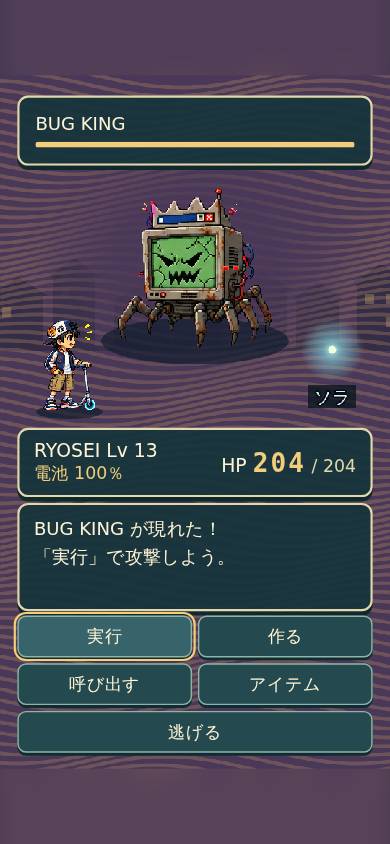 BUG KING
ソラ
RYOSEI Lv 13
電池 100%
HP 204 / 204
BUG KING が現れた！
「実行」で攻撃しよう。
実行
作る
呼び出す
アイテム
逃げる